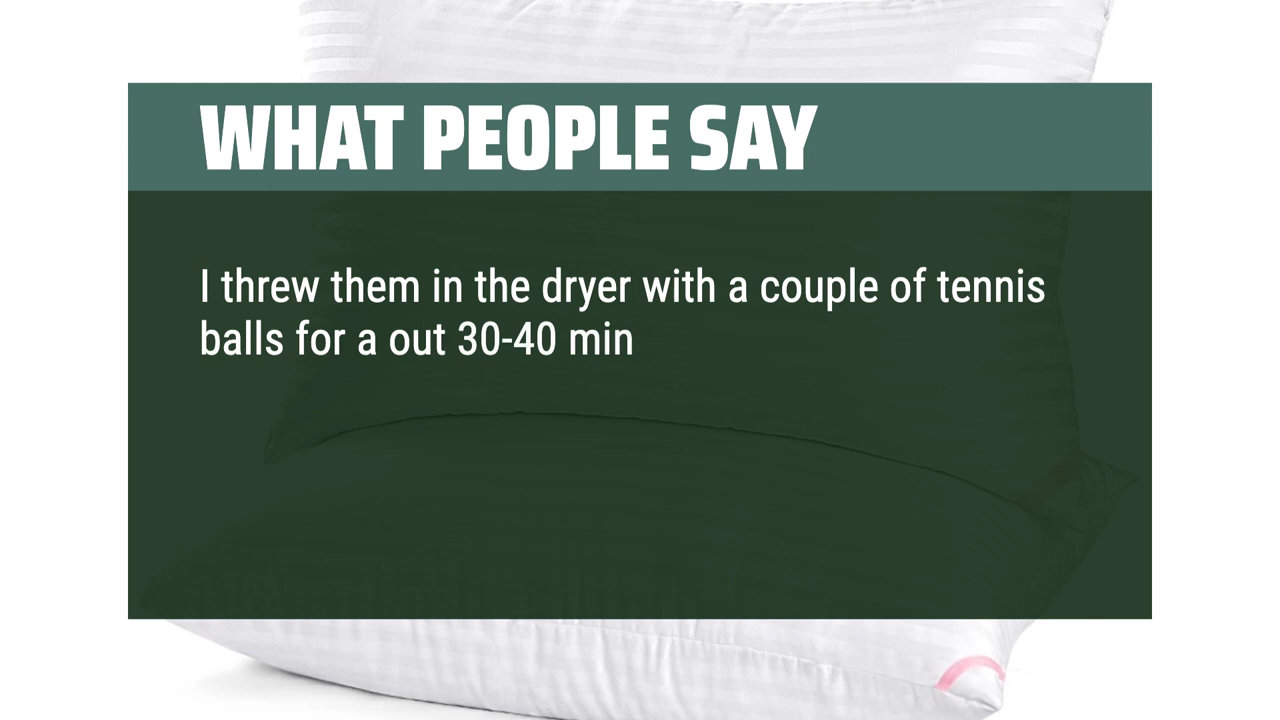 WHAT PEOPLE SAY
I threw them in the dryer with a couple of tennis
balls for a out 30-40 min